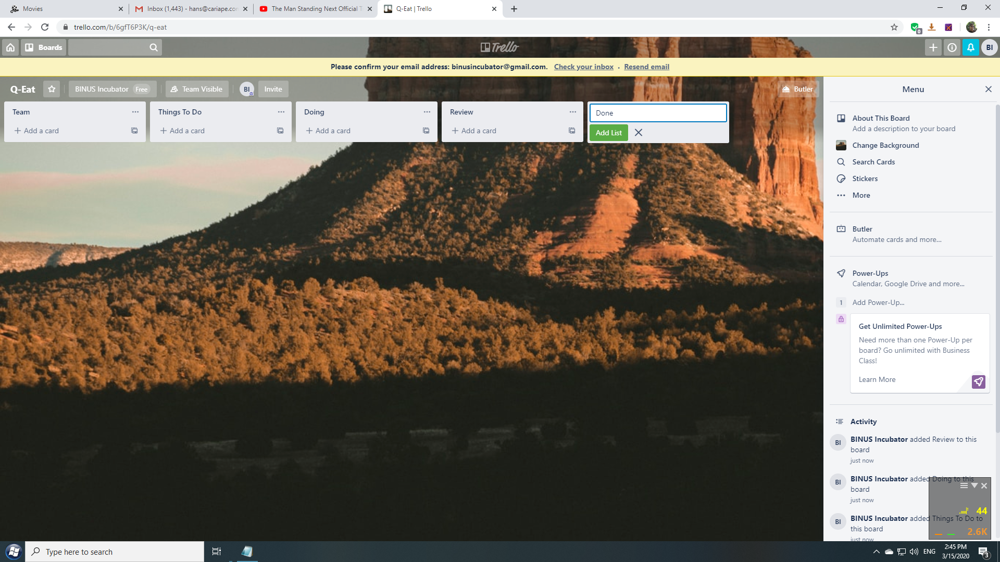 Movies
Inbox (1,443) - hans@cariape.con
The Man Standing Next Official T
Q-Eat | Trello
trello.com/b/6gfT6P3K/q-eat
0
Boards
Trello
BI
Please confirm your email address: binusincubator@gmail.com. Check your inbox · Resend email
Q-Eat
BINUS Incubator Free
Team Visible
BI
Invite
Butler
Team
Things To Do
Doing
Review
Done
Add a card
Add a card
Add a card
Add a card
Add List
Menu
About This Board
Add a description to your board
Change Background
Search Cards
Stickers
More
Butler
Automate cards and more...
Power-Ups
Calendar, Google Drive and more...
1 Add Power-Up...
Get Unlimited Power-Ups
Need more than one Power-Up per
board? Go unlimited with Business
Class!
Learn More
Activity
BI
BINUS Incubator added Review to this
board
just now
BI
BINUS Incubator added Doing to this
board
just now
BI
BINUS Incubator added Things To Do to
this board
just now
44
2.6K
Type here to search
ENG
2:45 PM
3/15/2020
3